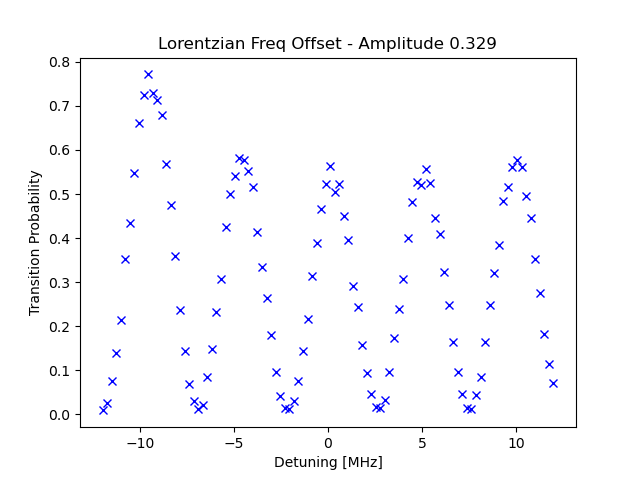 Lorentzian Freq Offset - Amplitude 0.329
0.8
0.7
0.6
0.5
0.4
0.3
0.2
0.1
0.0
Transition Probability
−10 −5 0 5 10
Detuning [MHz]